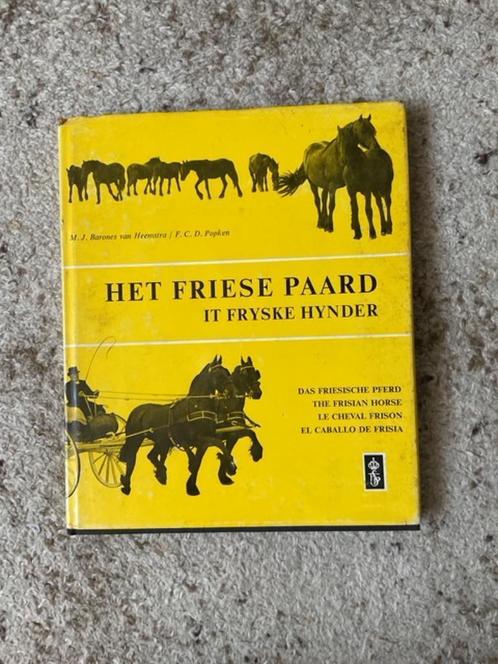 M. J. Barones van Heemstra / F. C. D. Popken
HET FRIESE PAARD
IT FRYSKE HYNDER
DAS FRIESISCHE PFERD
THE FRISIAN HORSE
LE CHEVAL FRISON
EL CABALLO DE FRISIA